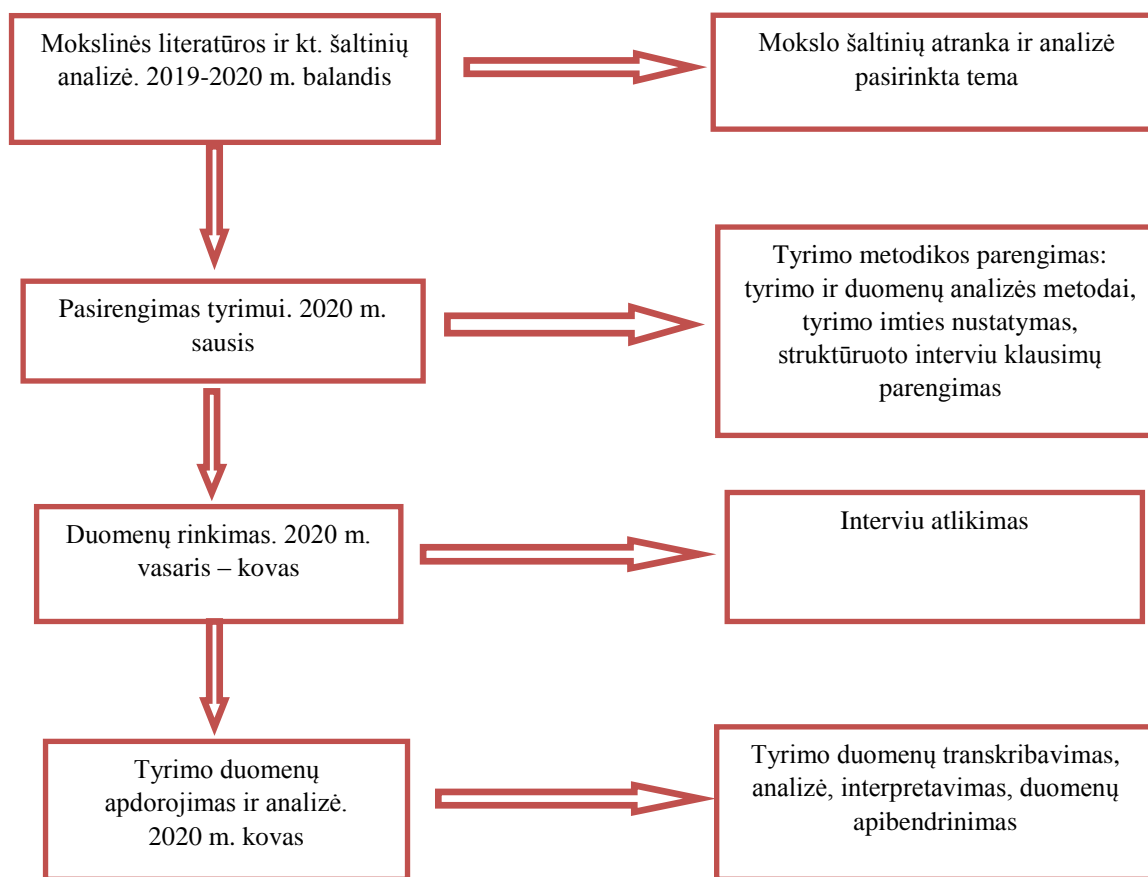 Mokslinės literatūros ir kt. šaltinių
analizė. 2019-2020 m. balandis
Mokslo šaltinių atranka ir analizė
pasirinkta tema
Pasirengimas tyrimui. 2020 m.
sausis
Tyrimo metodikos parengimas:
tyrimo ir duomenų analizės metodai,
tyrimo imties nustatymas,
struktūruoto interviu klausimų
parengimas
Duomenų rinkimas. 2020 m.
vasaris – kovas
Interviu atlikimas
Tyrimo duomenų
apdorojimas ir analizė.
2020 m. kovas
Tyrimo duomenų transkribavimas,
analizė, interpretavimas, duomenų
apibendrinimas